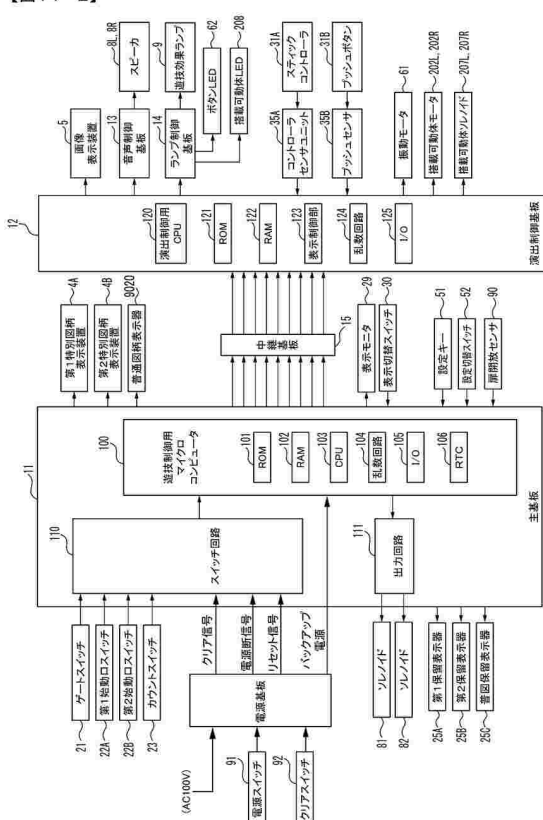 12
120
演出制御用
CPU
121
ROM
122
RAM
123
表示制御部
124
乱数回路
125
I/O
演出制御基板
5
画像
表示装置
13
音声制御
基板
8L, 8R
スピーカ
14
ランプ制御
基板
9
遊技効果ランプ
62
ボタンLED
208
搭載可動体LED
35A
コントローラ
センサユニット
31A
スティック
コントローラ
35B
プッシュセンサ
31B
プッシュボタン
61
振動モータ
202L, 202R
搭載可動体モータ
207L, 207R
搭載可動体ソレノイド
4A
第1特別図柄
表示装置
4B
第2特別図柄
表示装置
9020
普通図柄表示器
中継基板
15
29
表示モニタ
30
表示切替スイッチ
51
設定キー
52
設定切替スイッチ
90
扉開放センサ
11
100
遊技制御用
マイクロ
コンピュータ
101
ROM
102
RAM
103
CPU
104
乱数回路
105
I/O
106
RTC
110
スイッチ回路
111
出力回路
主基板
21
ゲートスイッチ
22A
第1始動口スイッチ
22B
第2始動口スイッチ
23
カウントスイッチ
クリア信号
電源断信号
リセット信号
バックアップ
電源
電源基板
(AC100V)
91
電源スイッチ
92
クリアスイッチ
81
ソレノイド
82
ソレノイド
25A
第1保留表示器
25B
第2保留表示器
25C
普図保留表示器